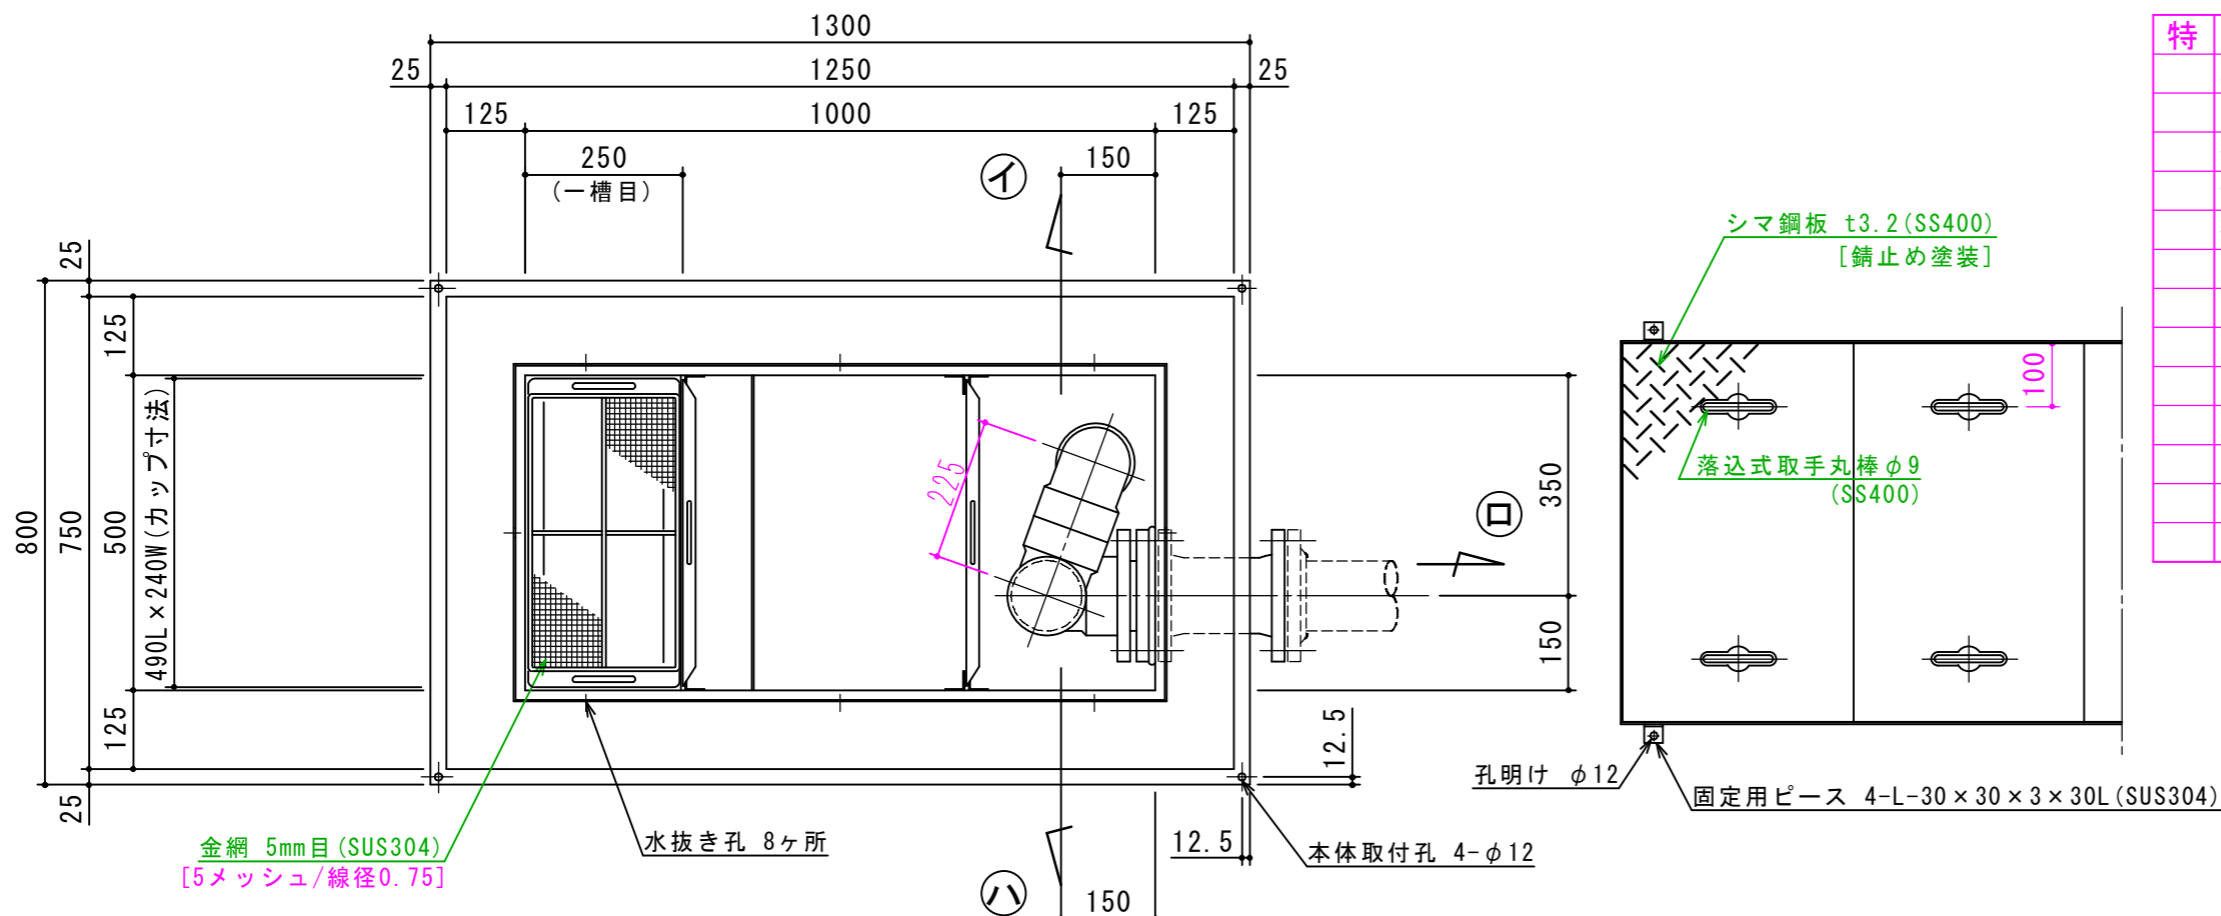 1300
25
1250
25
125
1000
125
250
(一槽目)
150
イ
特
シマ鋼板 t3.2(SS400)
[錆止め塗装]
25
125
800
750
500
490L×240W(カップ寸法)
125
25
225
ロ
350
150
100
落込式取手丸棒φ9
(SS400)
12.5
孔明け φ12
固定用ピース 4-L-30×30×3×30L(SUS304)
金網 5mm目(SUS304)
[5メッシュ/線径0.75]
水抜き孔 8ヶ所
12.5
本体取付孔 4-φ12
ハ
150